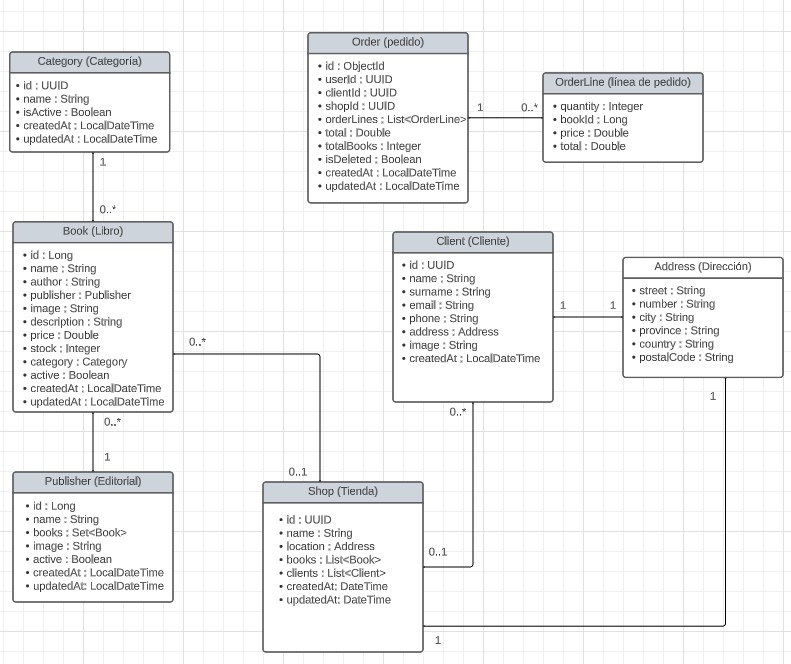 Category (Categoría)
• id : UUID
• name : String
• isActive : Boolean
• createdAt : LocalDateTime
• updatedAt : LocalDateTime
1
0..*
Book (Libro)
• id : Long
• name : String
• author : String
• publisher : Publisher
• image : String
• description : String
• price : Double
• stock : Integer
• category : Category
• active : Boolean
• createdAt : LocalDateTime
• updatedAt : LocalDateTime
0..*
0..*
1
Publisher (Editorial)
• id : Long
• name : String
• books : Set<Book>
• image : String
• active : Boolean
• createdAt : LocalDateTime
• updatedAt: LocalDateTime
Order (pedido)
• id : ObjectId
• userId : UUID
• clientId : UUID
• shopId : UUID
• orderLines : List<OrderLine>
• total : Double
• totalBooks : Integer
• isDeleted : Boolean
• createdAt : LocalDateTime
• updatedAt : LocalDateTime
1
0..*
OrderLine (línea de pedido)
• quantity : Integer
• bookId : Long
• price : Double
• total : Double
Client (Cliente)
• id : UUID
• name : String
• surname : String
• email : String
• phone : String
• address : Address
• image : String
• createdAt : LocalDateTime
1
1
0..*
Address (Dirección)
• street : String
• number : String
• city : String
• province : String
• country : String
• postalCode : String
1
0..1
Shop (Tienda)
• id : UUID
• name : String
• location : Address
• books : List<Book>
• clients : List<Client>
• createdAt: DateTime
• updatedAt: DateTime
0..1
1